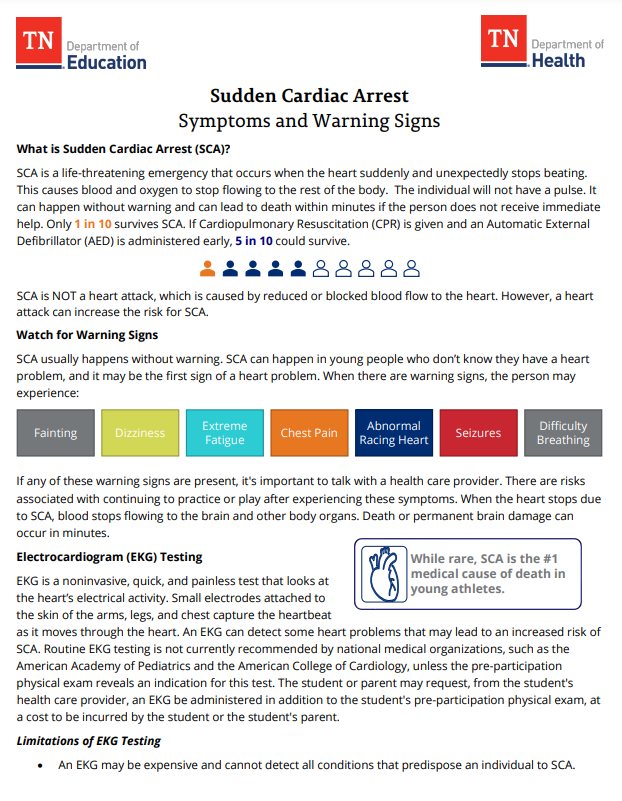 TN Department of
Education
TN Department of
Health
Sudden Cardiac Arrest
Symptoms and Warning Signs
What is Sudden Cardiac Arrest (SCA)?
SCA is a life-threatening emergency that occurs when the heart suddenly and unexpectedly stops beating.
This causes blood and oxygen to stop flowing to the rest of the body.  The individual will not have a pulse. It
can happen without warning and can lead to death within minutes if the person does not receive immediate
help. Only 1 in 10 survives SCA. If Cardiopulmonary Resuscitation (CPR) is given and an Automatic External
Defibrillator (AED) is administered early, 5 in 10 could survive.
SCA is NOT a heart attack, which is caused by reduced or blocked blood flow to the heart. However, a heart
attack can increase the risk for SCA.
Watch for Warning Signs
SCA usually happens without warning. SCA can happen in young people who don't know they have a heart
problem, and it may be the first sign of a heart problem. When there are warning signs, the person may
experience:
Fainting
Dizziness
Extreme
Fatigue
Chest Pain
Abnormal
Racing Heart
Seizures
Difficulty
Breathing
If any of these warning signs are present, it's important to talk with a health care provider. There are risks
associated with continuing to practice or play after experiencing these symptoms. When the heart stops due
to SCA, blood stops flowing to the brain and other body organs. Death or permanent brain damage can
occur in minutes.
Electrocardiogram (EKG) Testing
While rare, SCA is the #1
medical cause of death in
young athletes.
EKG is a noninvasive, quick, and painless test that looks at
the heart's electrical activity. Small electrodes attached to
the skin of the arms, legs, and chest capture the heartbeat
as it moves through the heart. An EKG can detect some heart problems that may lead to an increased risk of
SCA. Routine EKG testing is not currently recommended by national medical organizations, such as the
American Academy of Pediatrics and the American College of Cardiology, unless the pre-participation
physical exam reveals an indication for this test. The student or parent may request, from the student's
health care provider, an EKG be administered in addition to the student's pre-participation physical exam, at
a cost to be incurred by the student or the student's parent.
Limitations of EKG Testing
• An EKG may be expensive and cannot detect all conditions that predispose an individual to SCA.